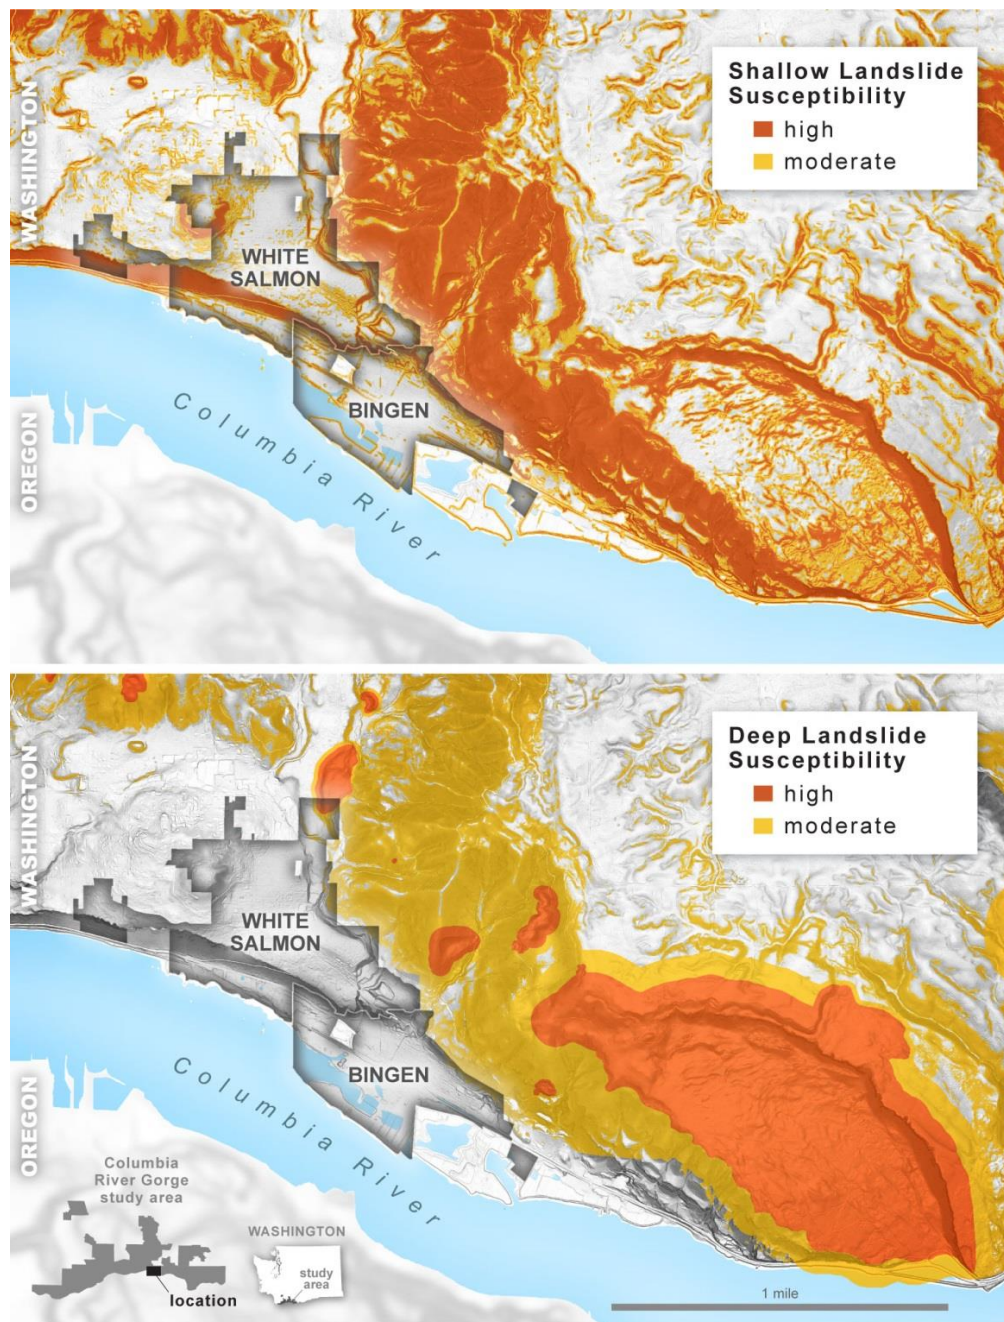 Shallow Landslide
Susceptibility
high
moderate
WASHINGTON
WHITE
SALMON
BINGEN
Columbia River
OREGON
Deep Landslide
Susceptibility
high
moderate
WASHINGTON
WHITE
SALMON
BINGEN
Columbia River
OREGON
Columbia
River Gorge
study area
location
WASHINGTON
study
area
1 mile